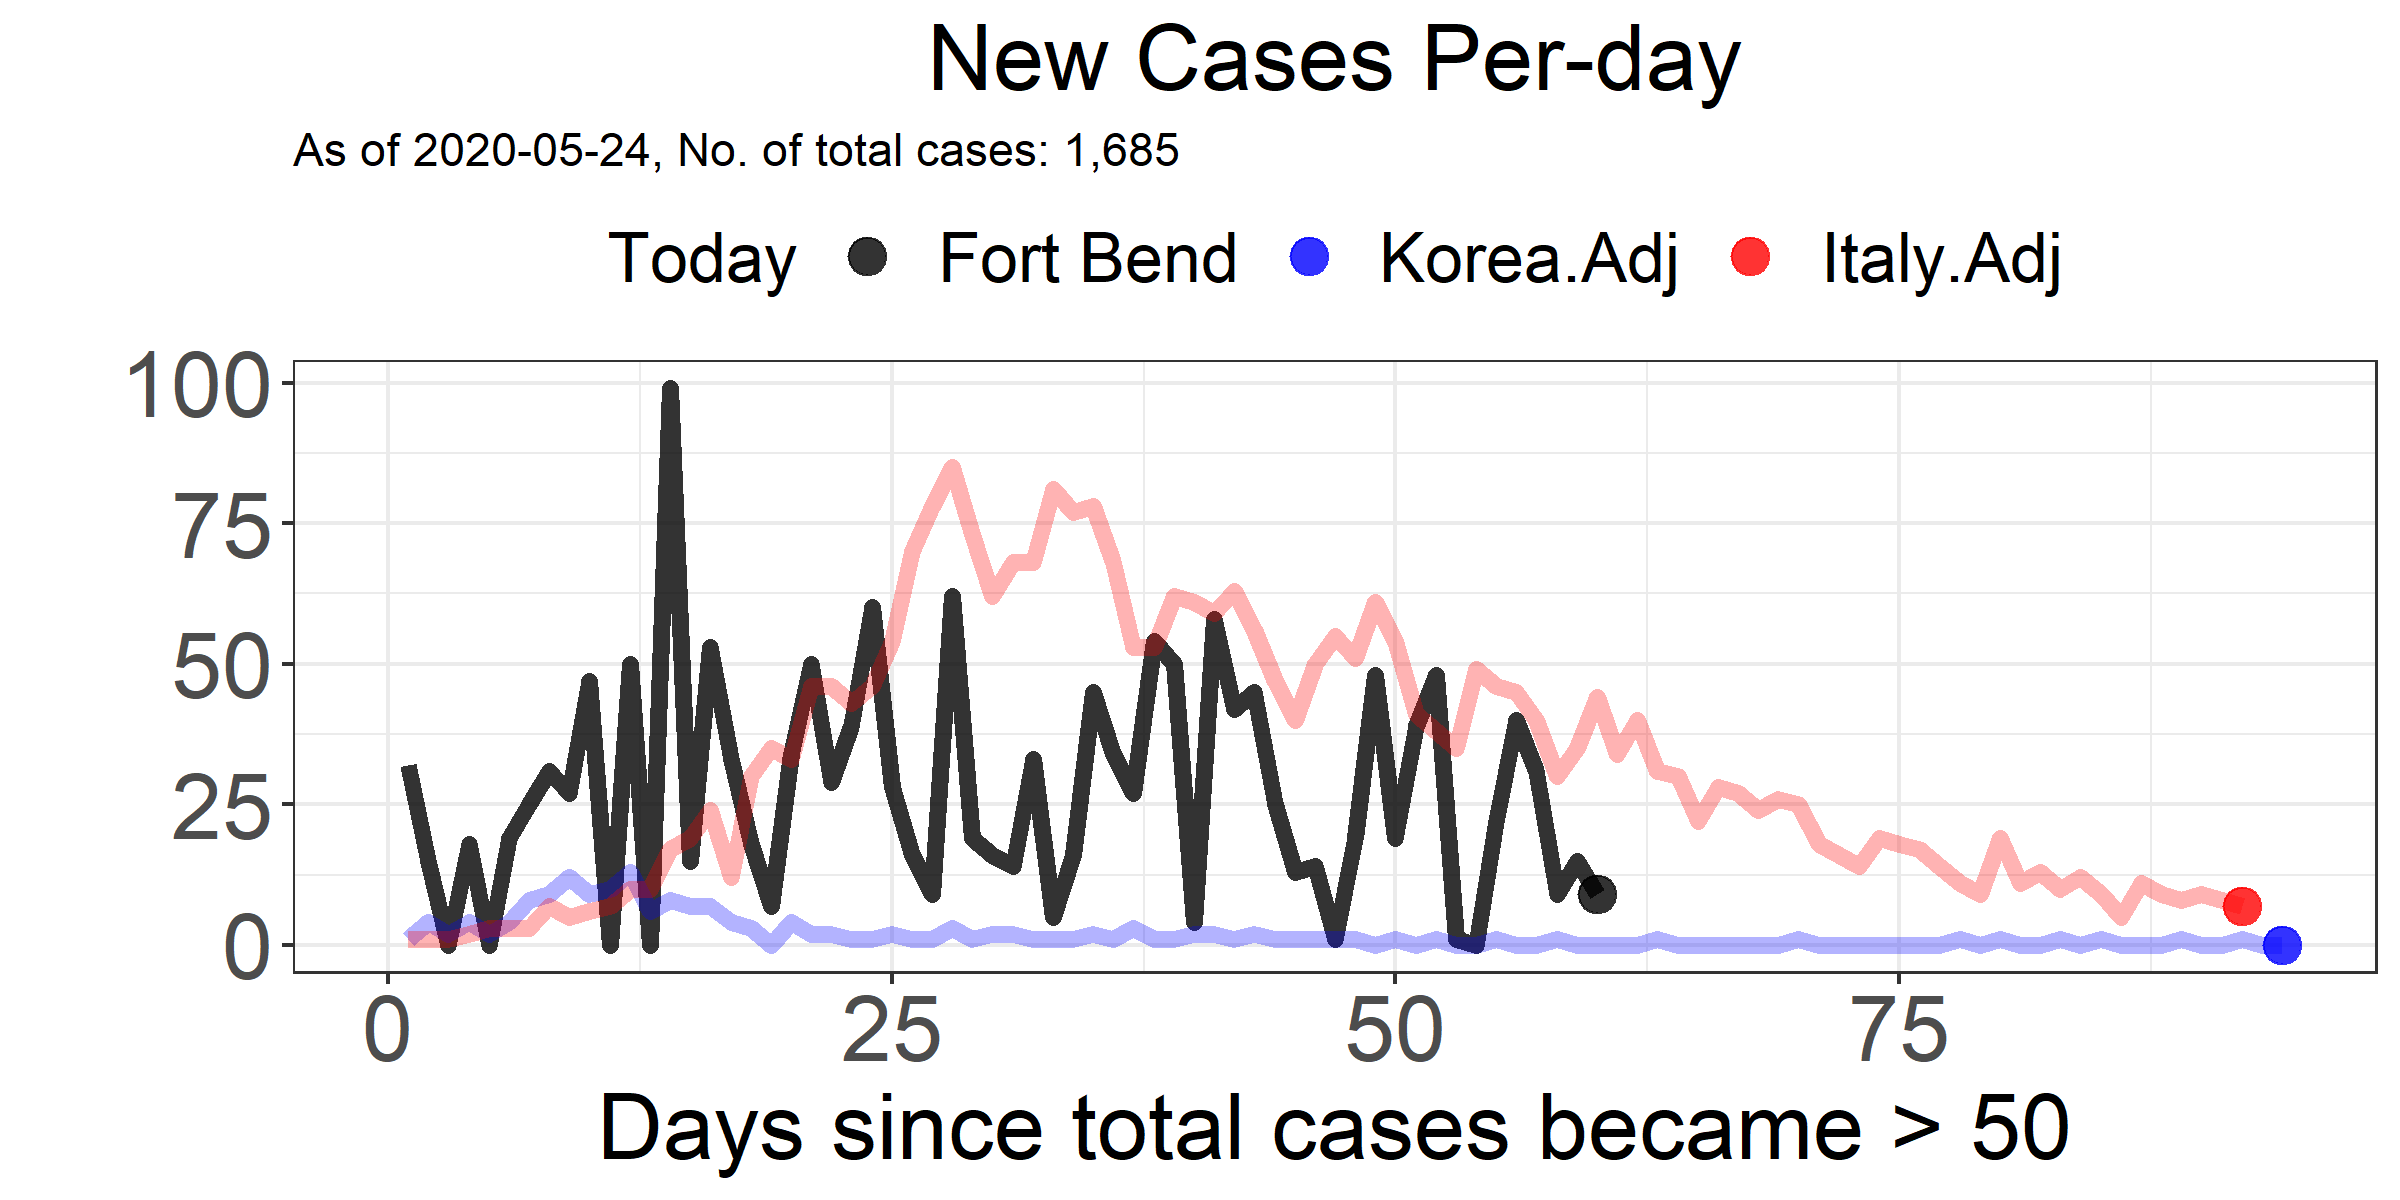 New Cases Per-day
As of 2020-05-24, No. of total cases: 1,685
Today Fort Bend Korea.Adj Italy.Adj
100
75
50
25
0
0 25 50 75
Days since total cases became > 50